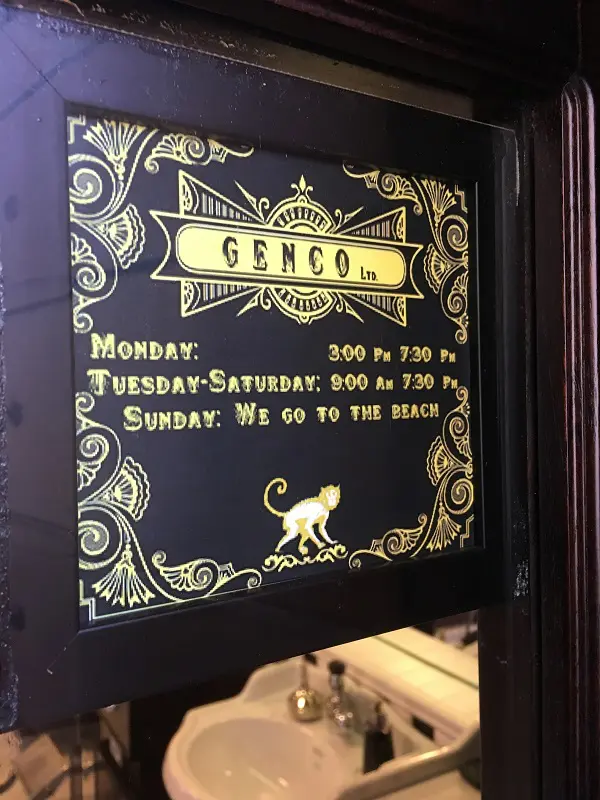 GENCO LTD.
MONDAY: 3:00 PM 7:30 PM
TUESDAY-SATURDAY: 9:00 AM 7:30 PM
SUNDAY: WE GO TO THE BEACH